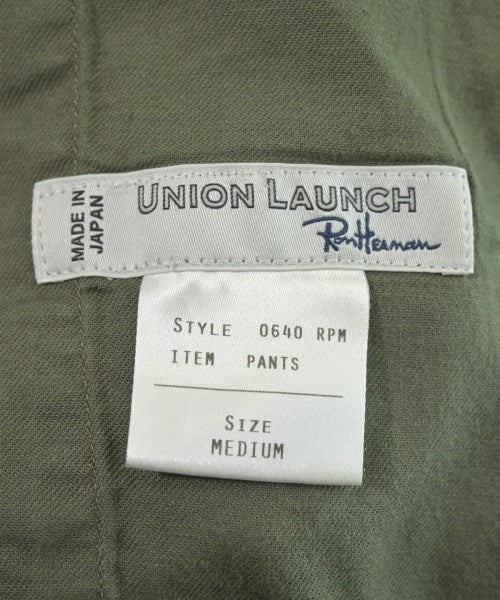 MADE IN
JAPAN
UNION LAUNCH
Ron Herman
STYLE 0640 RPM
ITEM PANTS
SIZE
MEDIUM